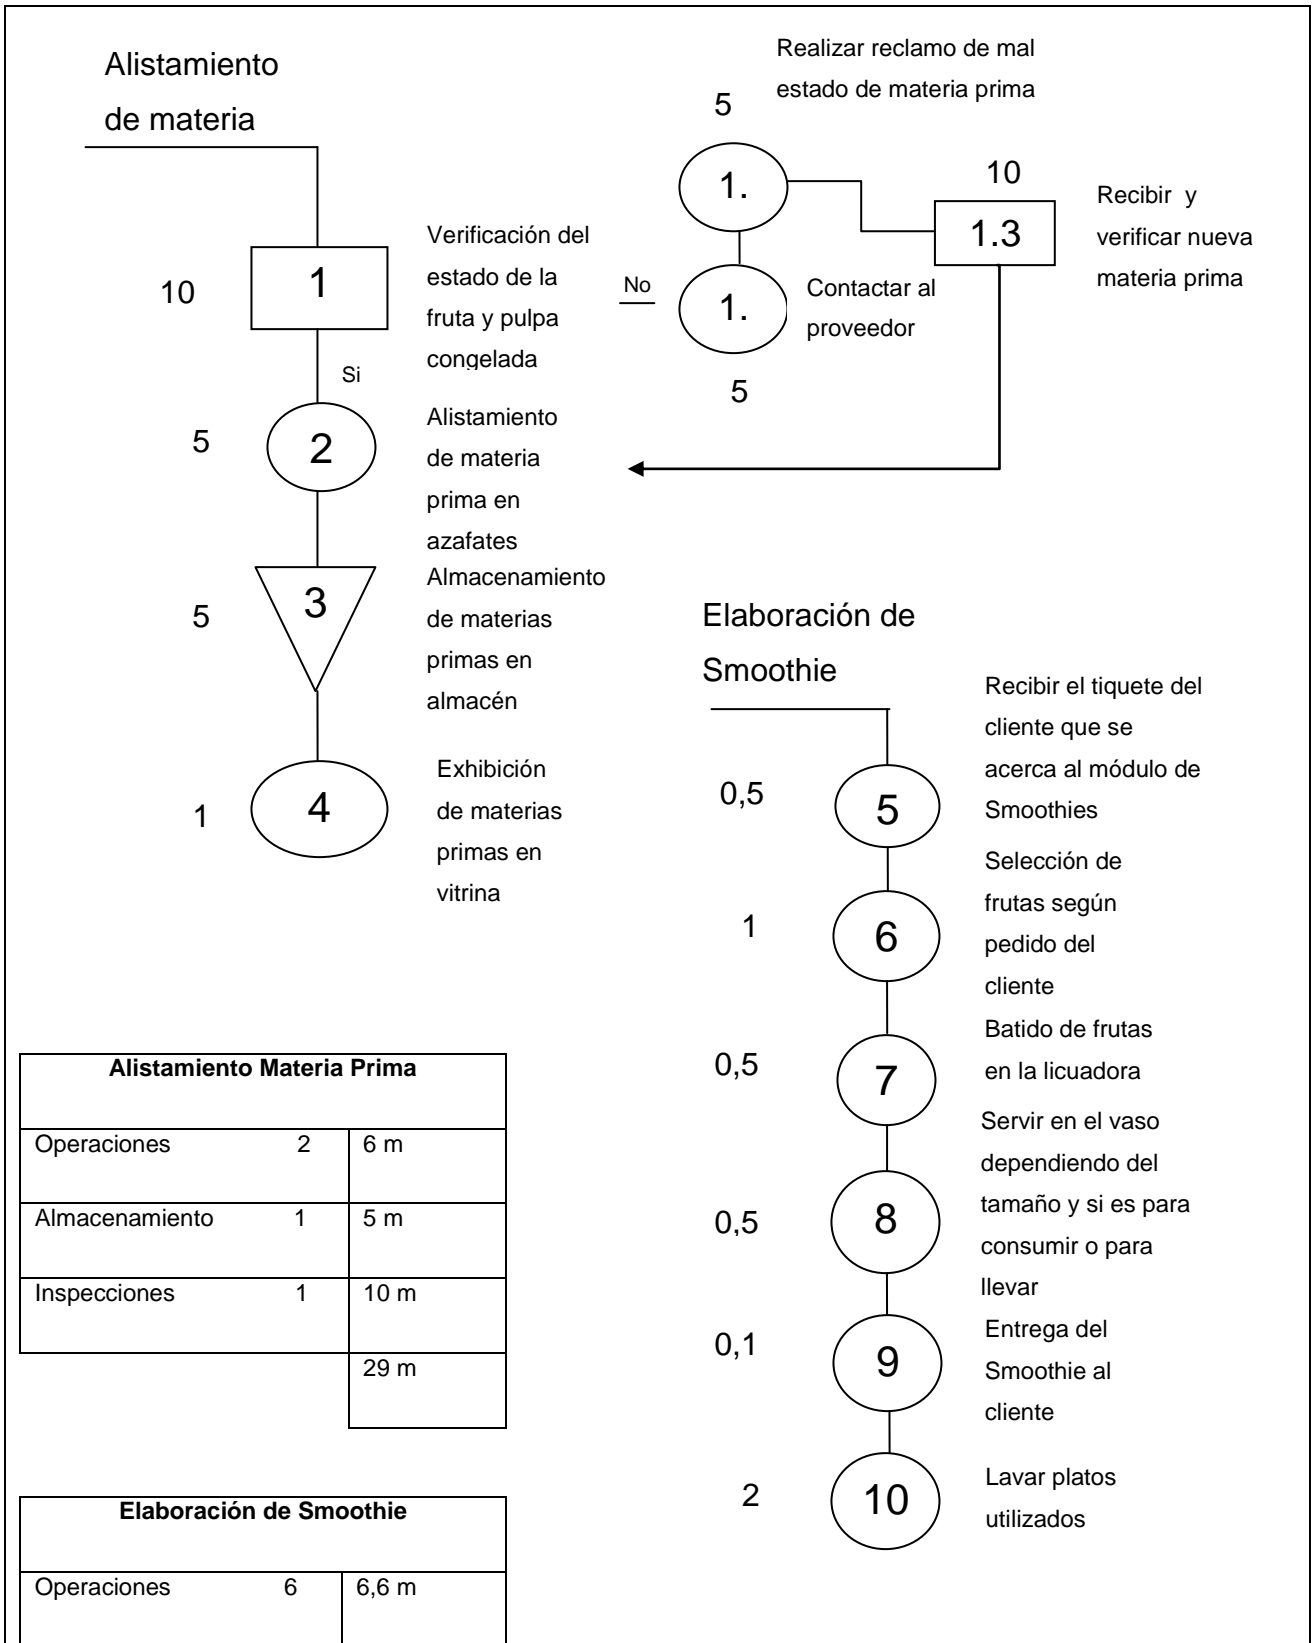 Alistamiento
de materia
10
1
Verificación del
estado de la
fruta y pulpa
congelada
Si
5
2
Alistamiento
de materia
prima en
azafates
5
3
Almacenamiento
de materias
primas en
almacén
1
4
Exhibición
de materias
primas en
vitrina
Realizar reclamo de mal
estado de materia prima
5
1.
10
1.3
Recibir y
verificar nueva
materia prima
No
1.
Contactar al
proveedor
5
Elaboración de
Smoothie
0,5
5
Recibir el tiquete del
cliente que se
acerca al módulo de
Smoothies
1
6
Selección de
frutas según
pedido del
cliente
0,5
7
Batido de frutas
en la licuadora
0,5
8
Servir en el vaso
dependiendo del
tamaño y si es para
consumir o para
llevar
0,1
9
Entrega del
Smoothie al
cliente
2
10
Lavar platos
utilizados
Alistamiento Materia Prima
Operaciones 2 6 m
Almacenamiento 1 5 m
Inspecciones 1 10 m
29 m
Elaboración de Smoothie
Operaciones 6 6,6 m